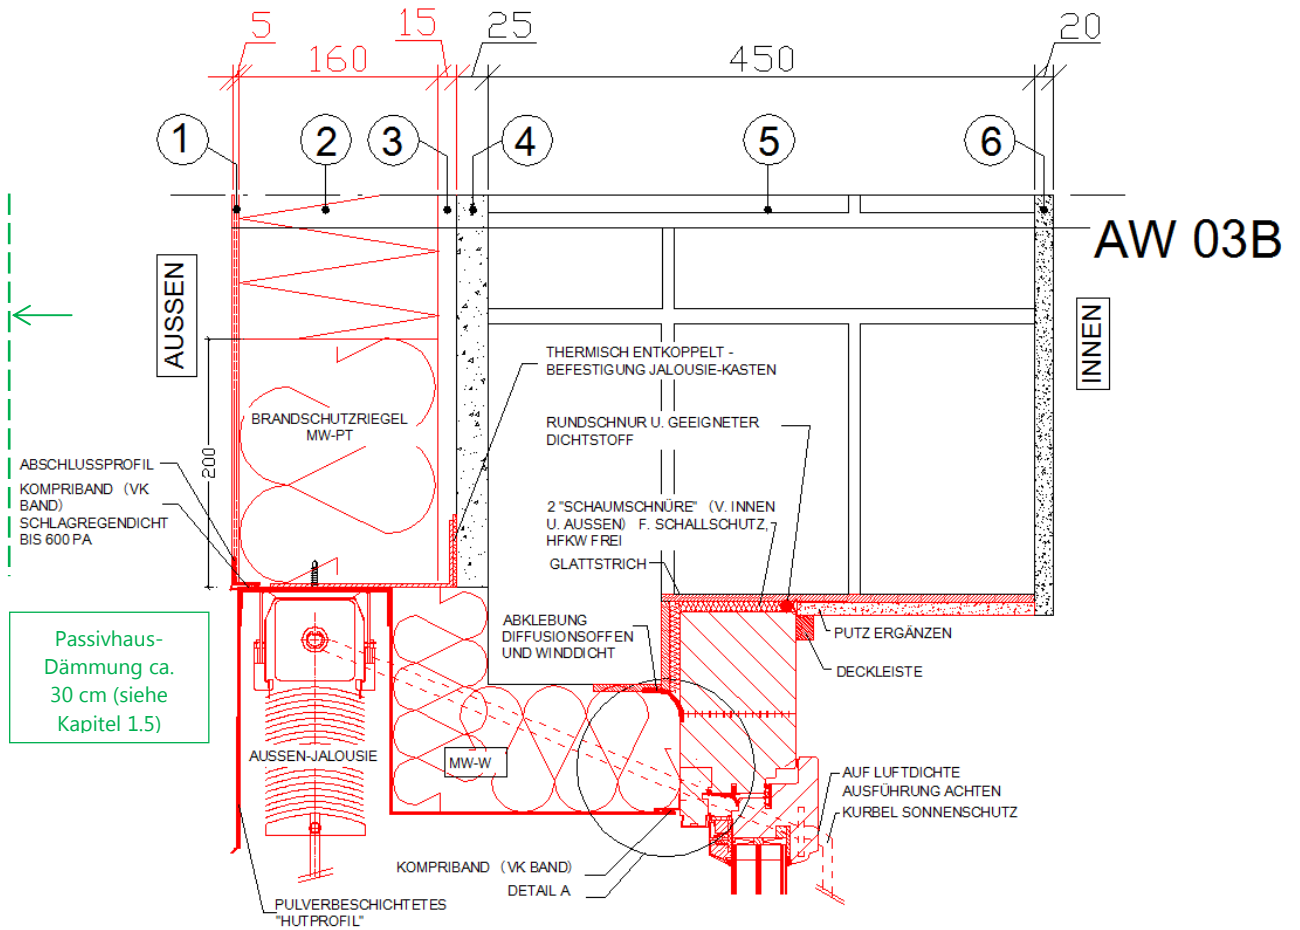 5
160
15
25
450
20
1
2
3
4
5
6
AW 03B
AUSSEN
INNEN
THERMISCH ENTKOPPELT -
BEFESTIGUNG JALOUSIE-KASTEN
BRANDSCHUTZRIEGEL
MW-PT
200
RUNDSCHNUR U. GEEIGNETER
DICHTSTOFF
ABSCHLUSSPROFIL
KOMPRIBAND (VK
BAND)
SCHLAGREGENDICHT
BIS 600 PA
2 "SCHAUMSCHNÜRE" (V. INNEN
U. AUSSEN) F. SCHALLSCHUTZ,
HFKW FREI
GLATTSTRICH
Passivhaus-
Dämmung ca.
30 cm (siehe
Kapitel 1.5)
ABKLEBUNG
DIFFUSIONSOFFEN
UND WINDDICHT
PUTZ ERGÄNZEN
DECKLEISTE
AUSSEN-JALOUSIE
MW-W
AUF LUFTDICHTE
AUSFÜHRUNG ACHTEN
KURBEL SONNENSCHUTZ
KOMPRIBAND (VK BAND)
DETAIL A
PULVERBESCHICHTETES
"HUTPROFIL"